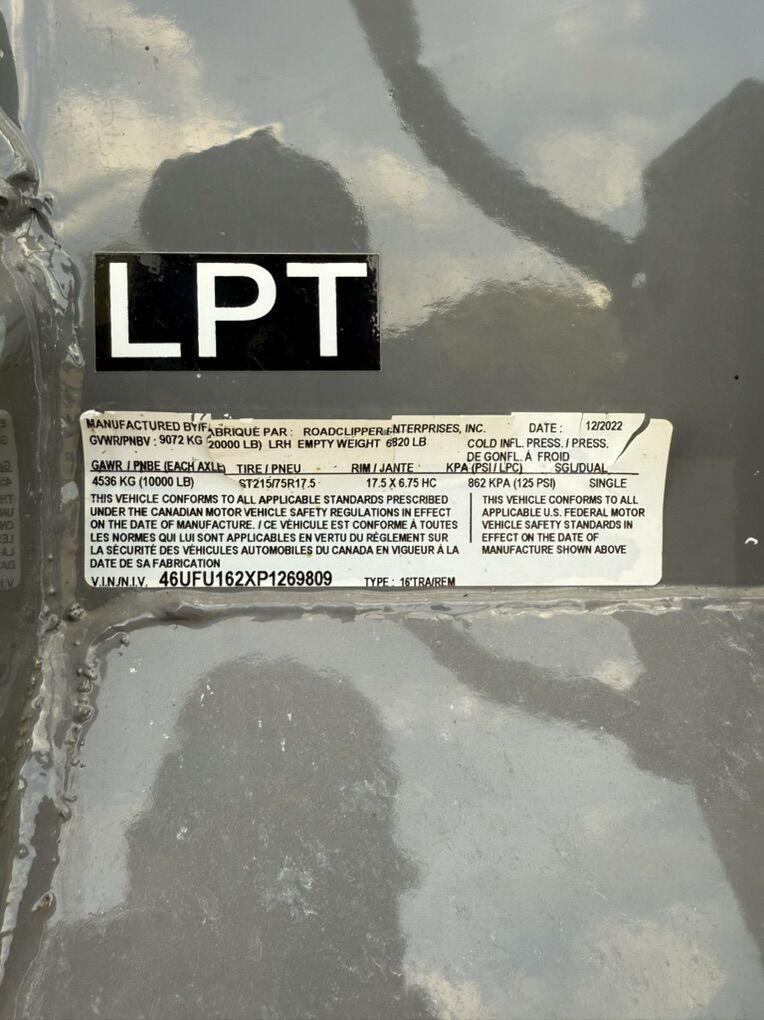 LPT
MANUFACTURED BY/FABRIQUÉ PAR : ROADCLIPPER ENTERPRISES, INC. DATE : 12/2022
GVWR/PNBV : 9072 KG 20000 LB) LRH EMPTY WEIGHT 6820 LB COLD INFL. PRESS. / PRESS.
DE GONFL. À FROID
GAWR / PNBE (EACH AXLE) TIRE / PNEU RIM / JANTE KPA (PSI / LPC) SGL/DUAL
4536 KG (10000 LB) ST215/75R17.5 17.5 X 6.75 HC 862 KPA (125 PSI) SINGLE
THIS VEHICLE CONFORMS TO ALL APPLICABLE STANDARDS PRESCRIBED
UNDER THE CANADIAN MOTOR VEHICLE SAFETY REGULATIONS IN EFFECT
ON THE DATE OF MANUFACTURE. / CE VÉHICULE EST CONFORME À TOUTES
LES NORMES QUI LUI SONT APPLICABLES EN VERTU DU RÈGLEMENT SUR
LA SÉCURITÉ DES VÉHICULES AUTOMOBILES DU CANADA EN VIGUEUR À LA
DATE DE SA FABRICATION
THIS VEHICLE CONFORMS TO ALL
APPLICABLE U.S. FEDERAL MOTOR
VEHICLE SAFETY STANDARDS IN
EFFECT ON THE DATE OF
MANUFACTURE SHOWN ABOVE
V.I.N./N.I.V. 46UFU162XP1269809 TYPE : 16'TRA/REM